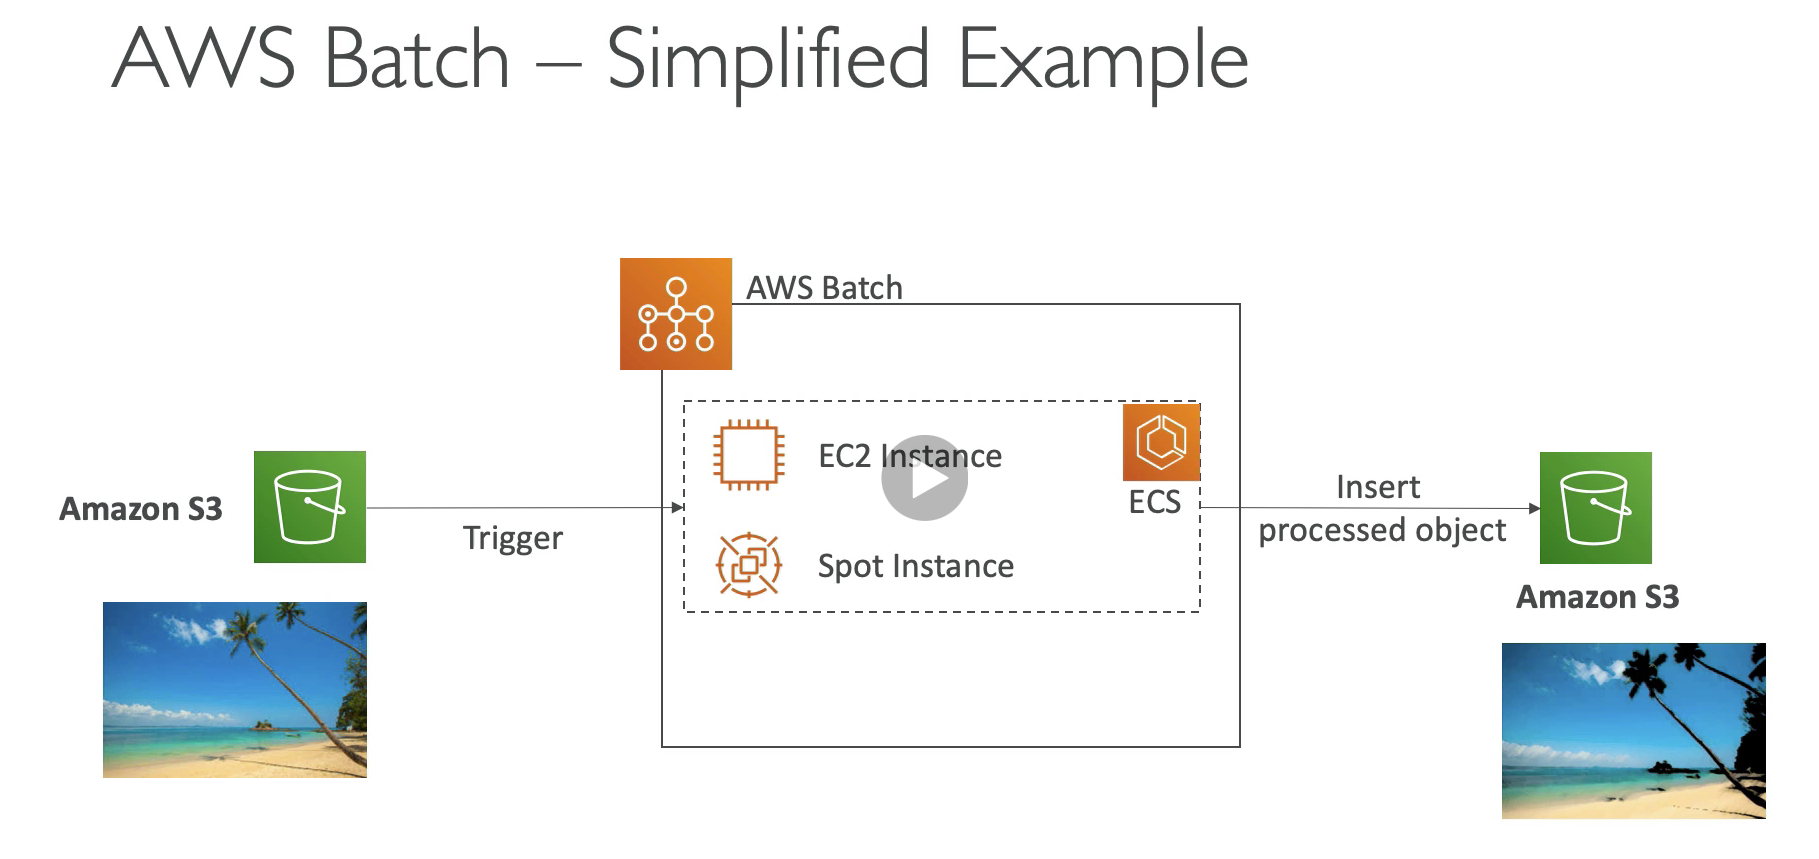 AWS Batch – Simplified Example
AWS Batch
EC2 Instance
ECS
Spot Instance
Amazon S3
Trigger
Insert
processed object
Amazon S3